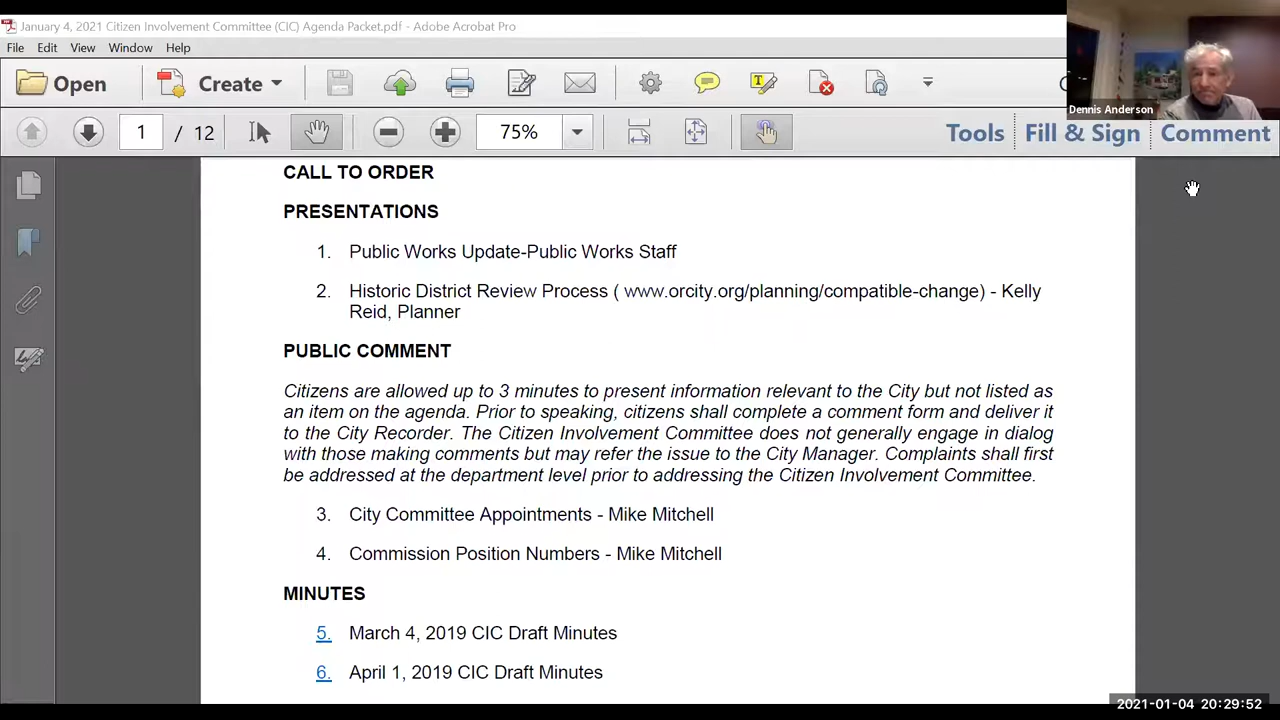 January 4, 2021 Citizen Involvement Committee (CIC) Agenda Packet.pdf - Adobe Acrobat Pro
File Edit View Window Help
Open Create
Dennis Anderson
1 / 12 75% Tools Fill & Sign Comment
CALL TO ORDER
PRESENTATIONS
1. Public Works Update-Public Works Staff
2. Historic District Review Process ( www.orcity.org/planning/compatible-change) - Kelly
Reid, Planner
PUBLIC COMMENT
Citizens are allowed up to 3 minutes to present information relevant to the City but not listed as
an item on the agenda. Prior to speaking, citizens shall complete a comment form and deliver it
to the City Recorder. The Citizen Involvement Committee does not generally engage in dialog
with those making comments but may refer the issue to the City Manager. Complaints shall first
be addressed at the department level prior to addressing the Citizen Involvement Committee.
3. City Committee Appointments - Mike Mitchell
4. Commission Position Numbers - Mike Mitchell
MINUTES
5. March 4, 2019 CIC Draft Minutes
6. April 1, 2019 CIC Draft Minutes
2021-01-04 20:29:52